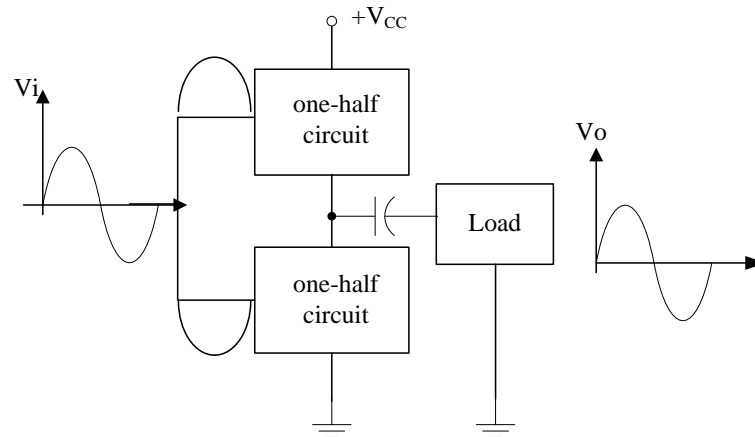 +VCC
Vi
one-half
circuit
Vo
Load
one-half
circuit